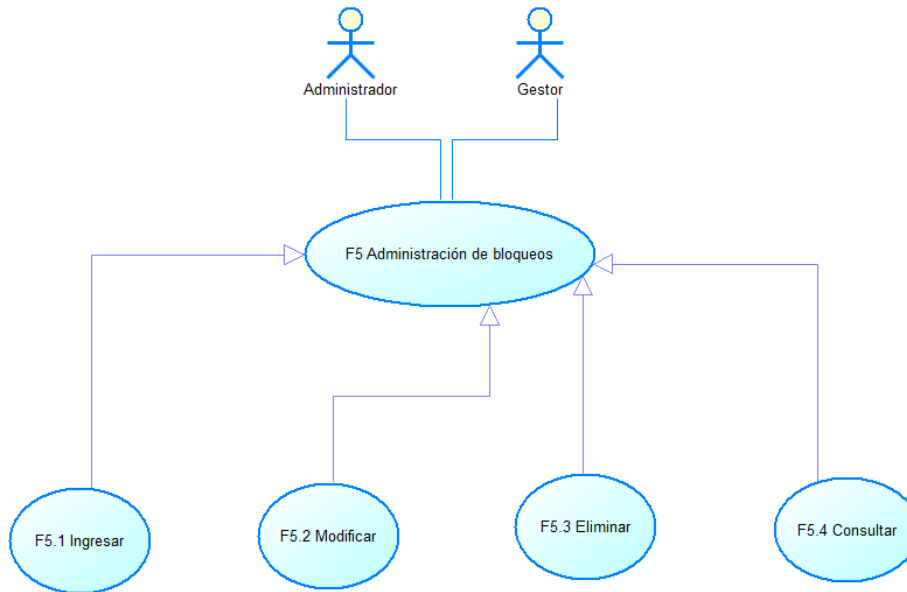 Administrador
Gestor
F5 Administración de bloqueos
F5.1 Ingresar
F5.2 Modificar
F5.3 Eliminar
F5.4 Consultar